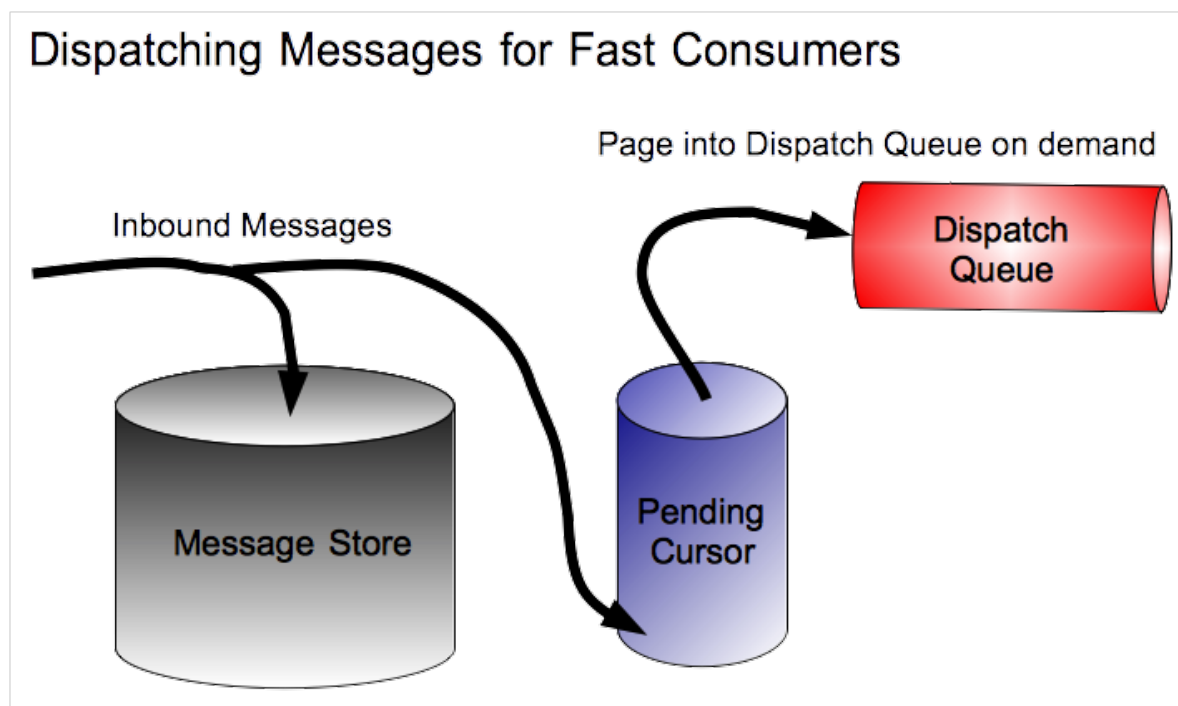 Dispatching Messages for Fast Consumers
Page into Dispatch Queue on demand
Inbound Messages
Dispatch
Queue
Message Store
Pending
Cursor